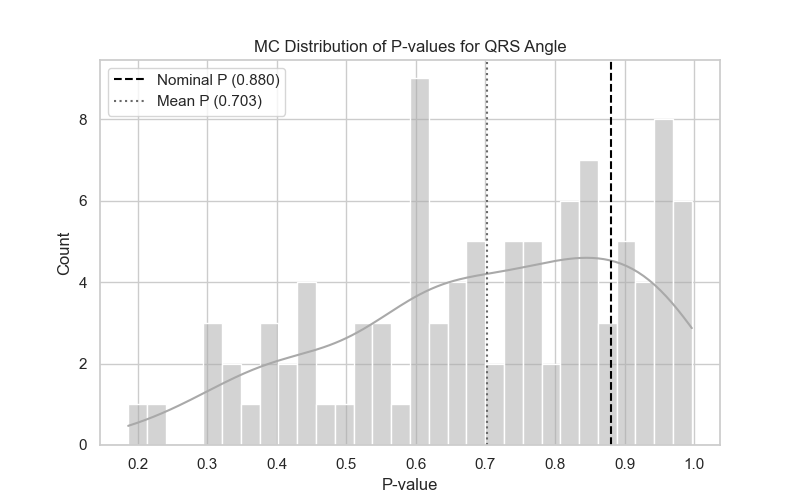 MC Distribution of P-values for QRS Angle
Nominal P (0.880)
Mean P (0.703)
Count
8
6
4
2
0
0.2 0.3 0.4 0.5 0.6 0.7 0.8 0.9 1.0
P-value